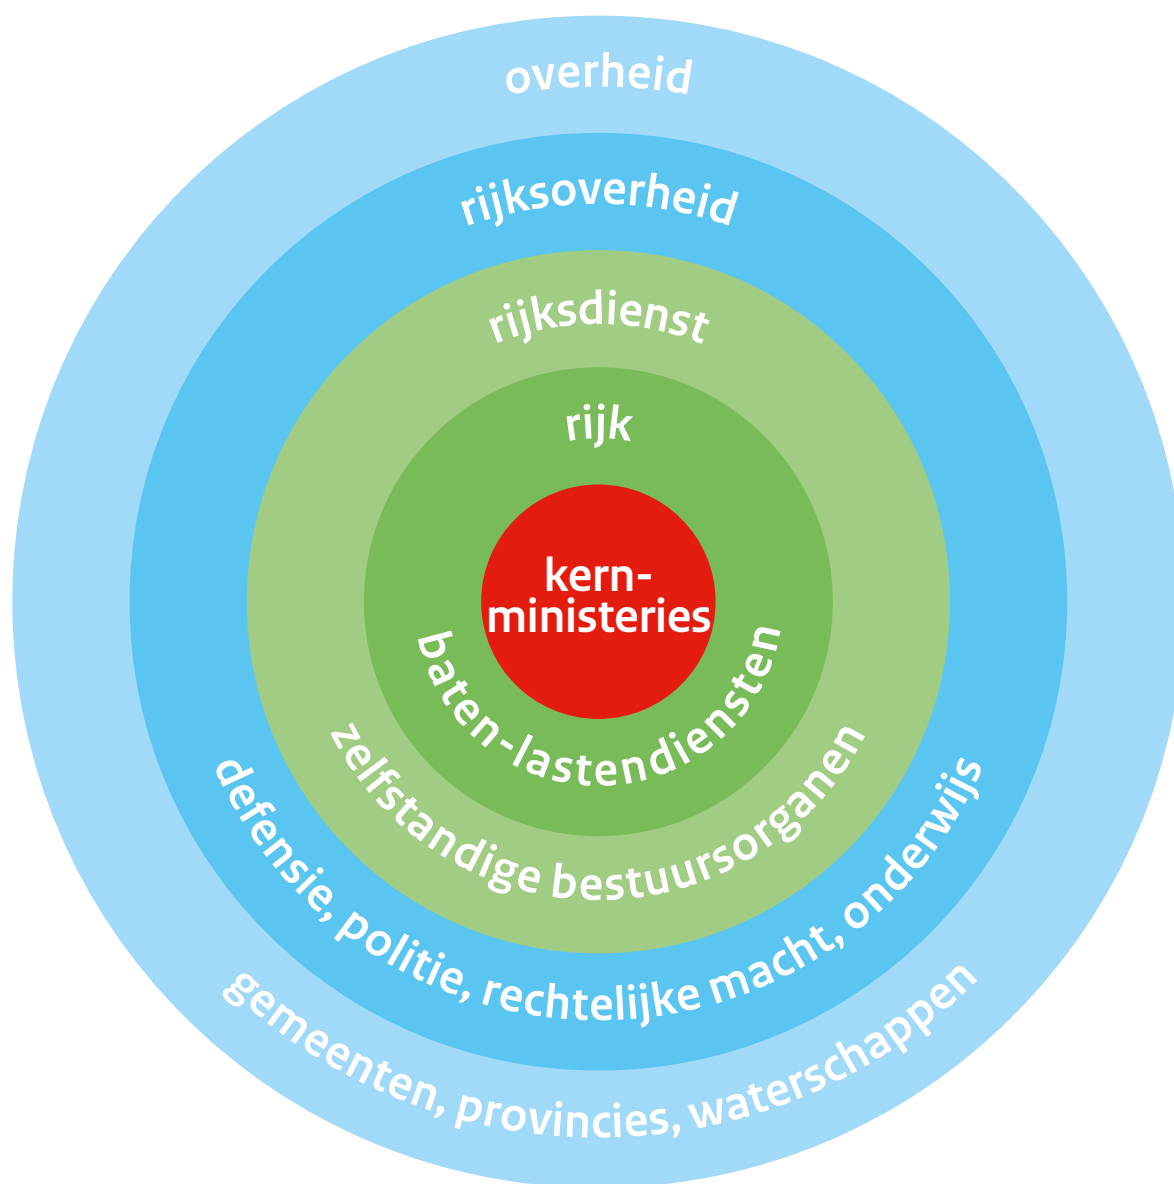 overheid
rijksoverheid
rijksdienst
rijk
kern-
ministeries
baten-lastendiensten
zelfstandige bestuursorganen
defensie, politie, rechtelijke macht, onderwijs
gemeenten, provincies, waterschappen